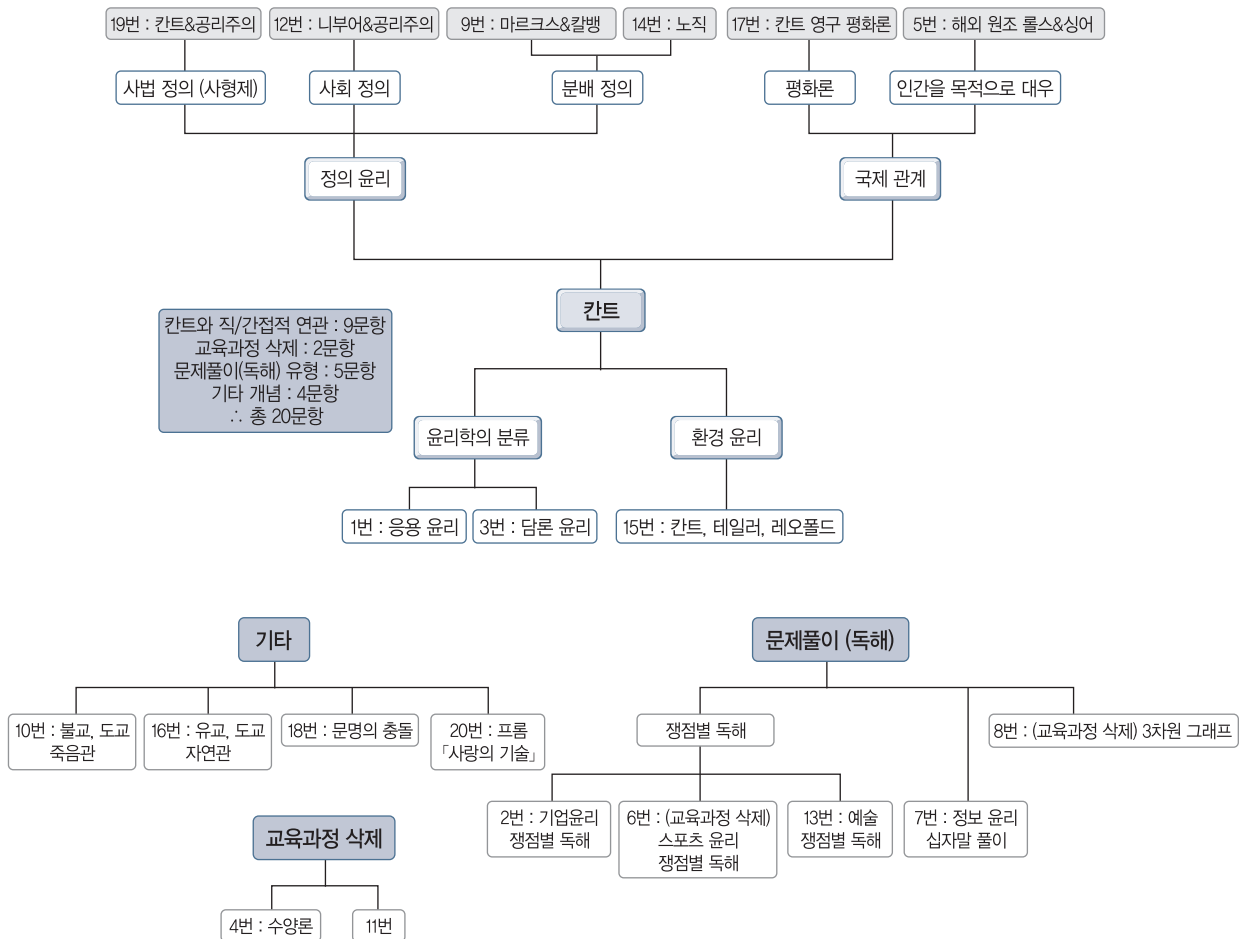 19번 : 칸트&공리주의
12번 : 니부어&공리주의
9번 : 마르크스&칼뱅
14번 : 노직
17번 : 칸트 영구 평화론
5번 : 해외 원조 롤스&싱어
사법 정의 (사형제)
사회 정의
분배 정의
평화론
인간을 목적으로 대우
정의 윤리
국제 관계
칸트
칸트와 직/간접적 연관 : 9문항
교육과정 삭제 : 2문항
문제풀이(독해) 유형 : 5문항
기타 개념 : 4문항
∴ 총 20문항
윤리학의 분류
환경 윤리
1번 : 응용 윤리
3번 : 담론 윤리
15번 : 칸트, 테일러, 레오폴드
기타
10번 : 불교, 도교
죽음관
16번 : 유교, 도교
자연관
18번 : 문명의 충돌
20번 : 프롬
「사랑의 기술」
문제풀이 (독해)
쟁점별 독해
8번 : (교육과정 삭제) 3차원 그래프
2번 : 기업윤리
쟁점별 독해
6번 : (교육과정 삭제)
스포츠 윤리
쟁점별 독해
13번 : 예술
쟁점별 독해
7번 : 정보 윤리
십자말 풀이
교육과정 삭제
4번 : 수양론
11번